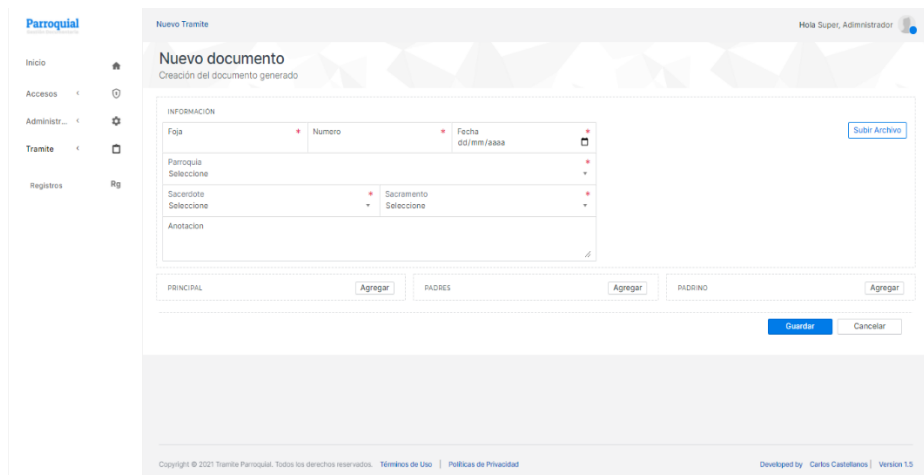 Parroquial
Nuevo Tramite
Hola Super, Adimnistrador
Inicio
Accesos
Administr...
Tramite
Registros
Rg
Nuevo documento
Creación del documento generado
INFORMACIÓN
Subir Archivo
Foja *
Numero *
Fecha *
dd/mm/aaaa
Parroquia *
Seleccione
Sacerdote *
Seleccione
Sacramento *
Seleccione
Anotacion
PRINCIPAL
Agregar
PADRES
Agregar
PADRINO
Agregar
Guardar
Cancelar
Copyright © 2021 Tramite Parroquial. Todos los derechos reservados. Términos de Uso | Políticas de Privacidad
Developed by Carlos Castellanos | Version 1.5